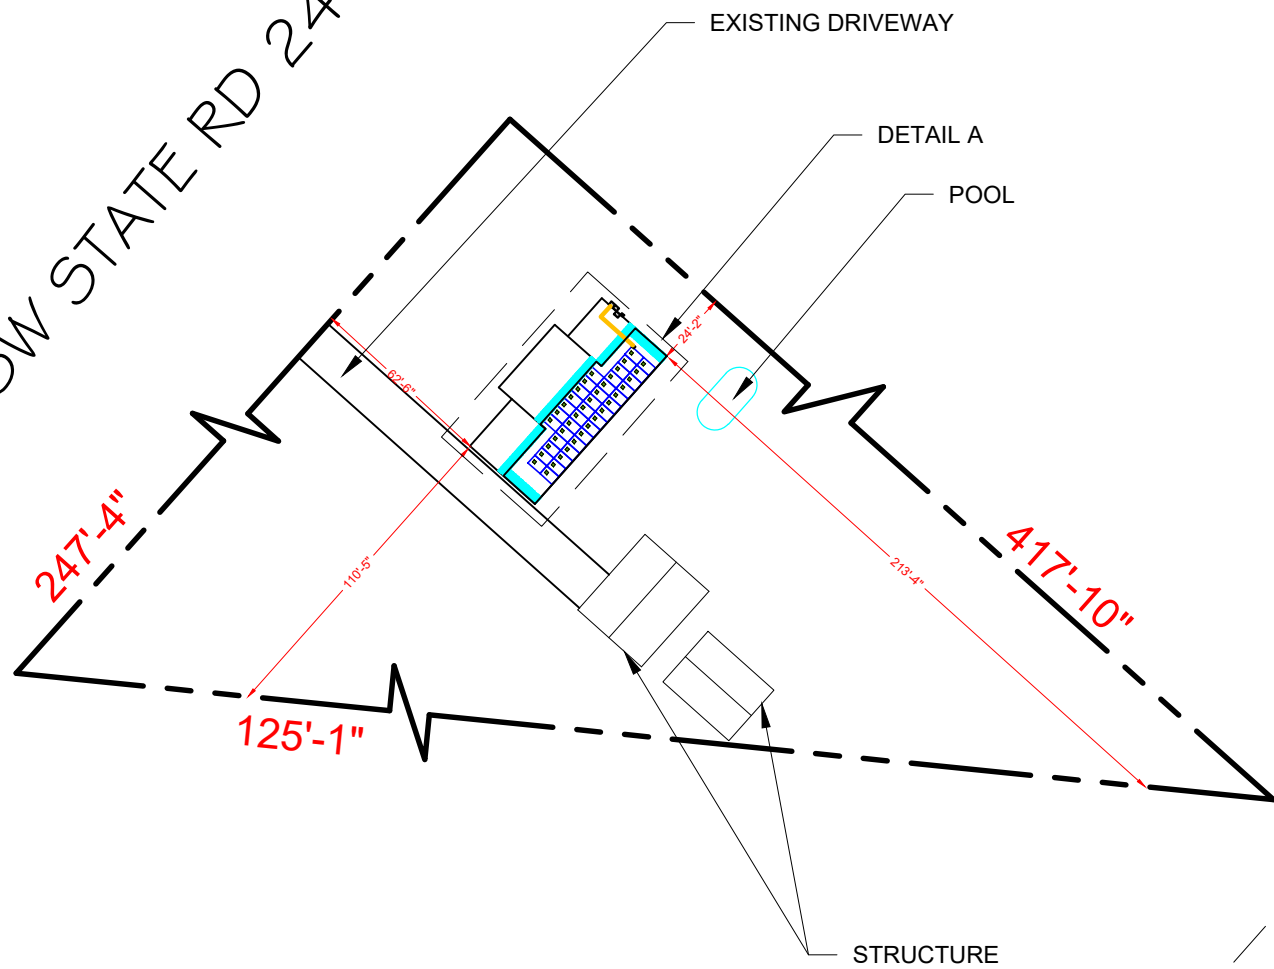 EXISTING DRIVEWAY
STATE RD
DETAIL A
POOL
24'-2"
62'-6"
247'-4"
110'-5"
213'-4"
417'-10"
125'-1"
STRUCTURE